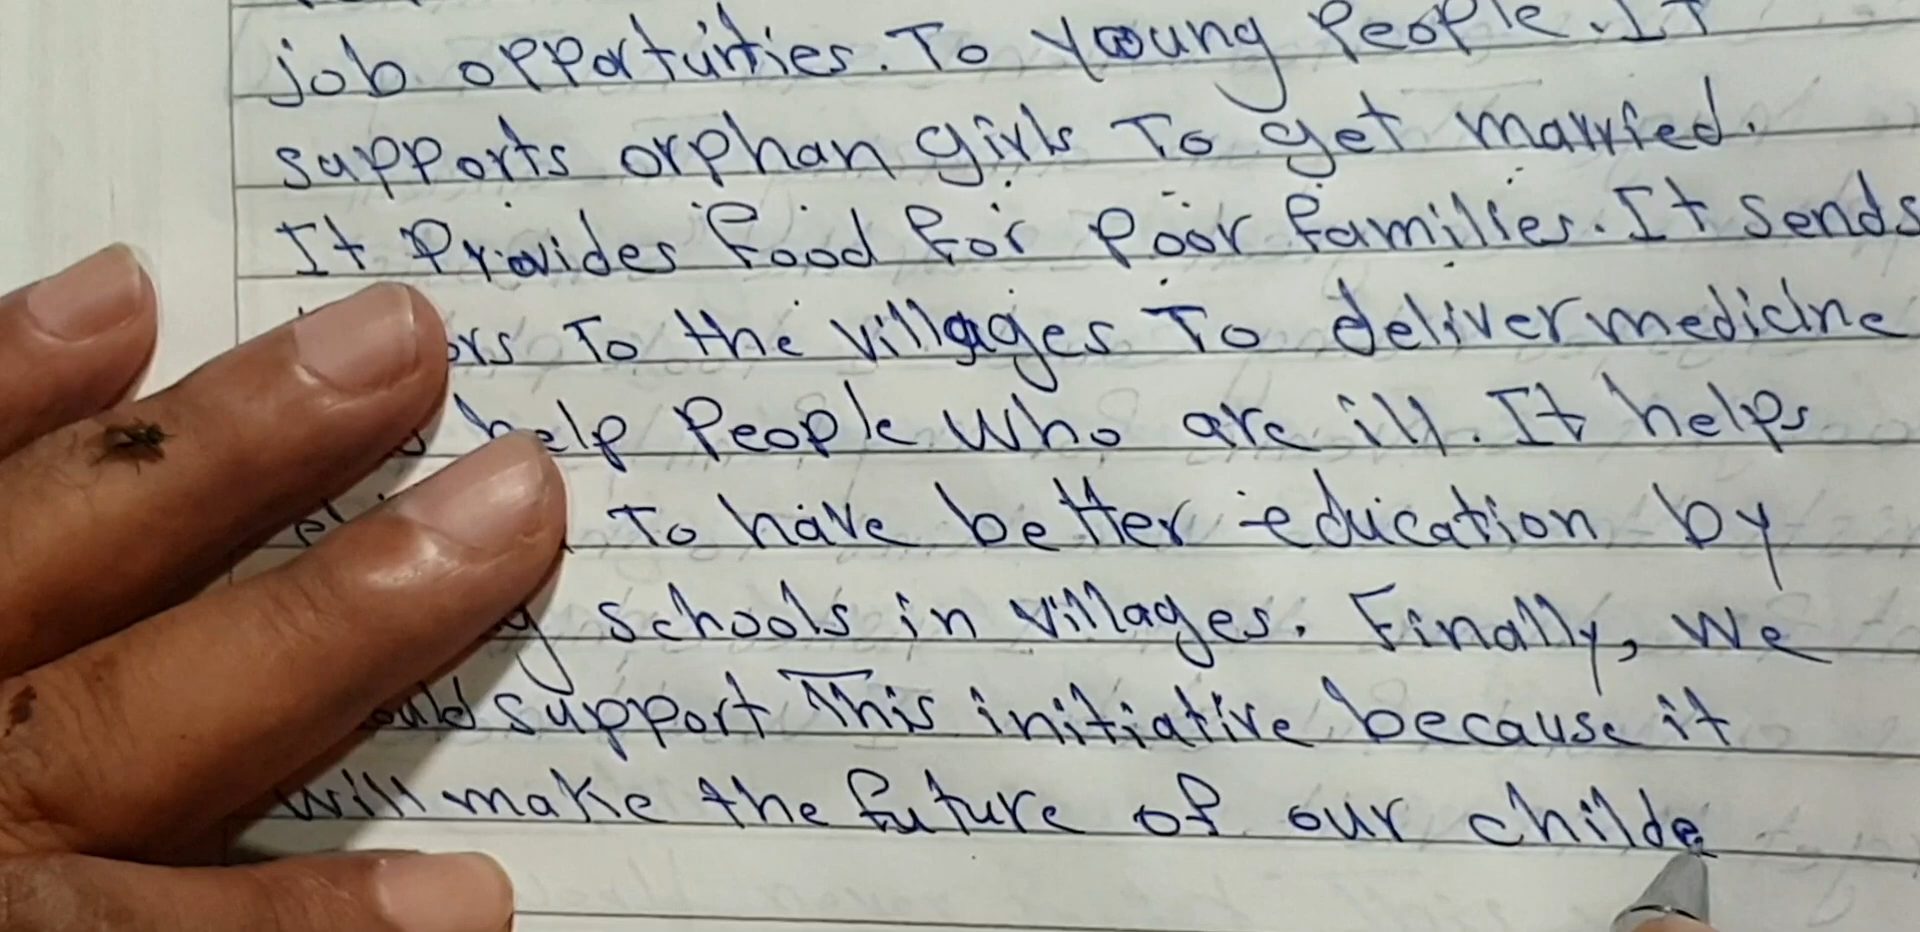 job opportuities. To young People. It
supports orphan girls To get married.
It Provides food for Poor families. It sends
To the villages To deliver medicine
help People who are ill. It helps
To have better education by
schools in villages. Finally, we
support This initiative because it
will make the future of our childe